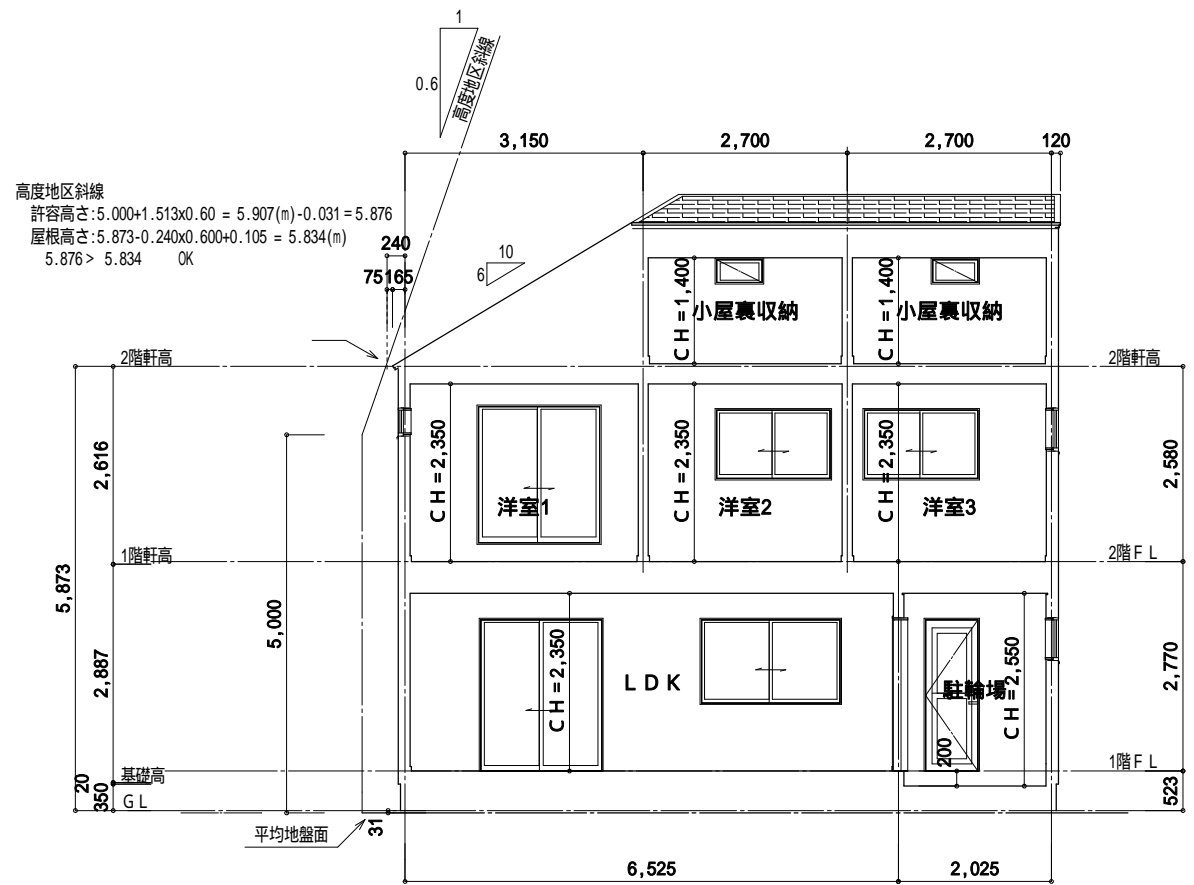 1
0.6
高度地区斜線
3,150
2,700
2,700
120
高度地区斜線
許容高さ:5.000+1.513x0.60 = 5.907(m)-0.031=5.876
屋根高さ:5.873-0.240x0.600+0.105 = 5.834(m)
5.876> 5.834 OK
240
75
165
10
6
CH=1,400
小屋裏収納
CH=1,400
小屋裏収納
2階軒高
2階軒高
2,616
CH=2,350
洋室1
CH=2,350
洋室2
CH=2,350
洋室3
2,580
1階軒高
2階FL
5,873
5,000
2,887
CH=2,350
LDK
駐輪場
CH=2,550
200
2,770
基礎高
1階FL
20
350
GL
523
平均地盤面
31
6,525
2,025